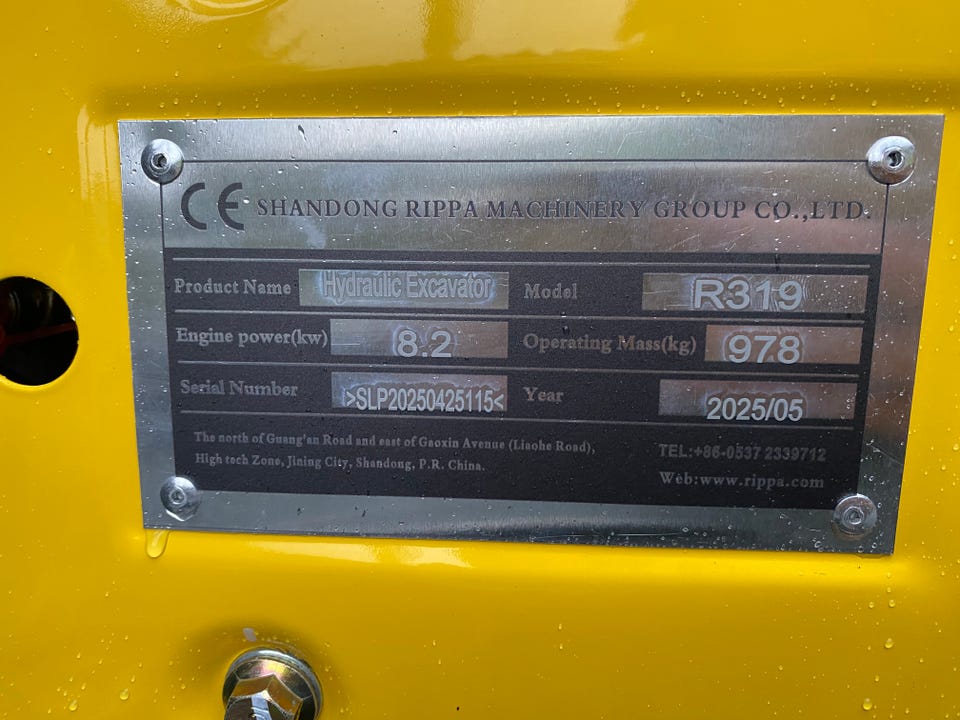 CE SHANDONG RIPPA MACHINERY GROUP CO.,LTD.
Product Name Hydraulic Excavator Model R319
Engine power(kw) 8.2 Operating Mass(kg) 978
Serial Number >SLP20250425115< Year 2025/05
The north of Guang'an Road and east of Gaoxin Avenue (Liaohe Road),
High tech Zone, Jining City, Shandong, P.R. China.
TEL:+86-0537 2339712
Web:www.rippa.com